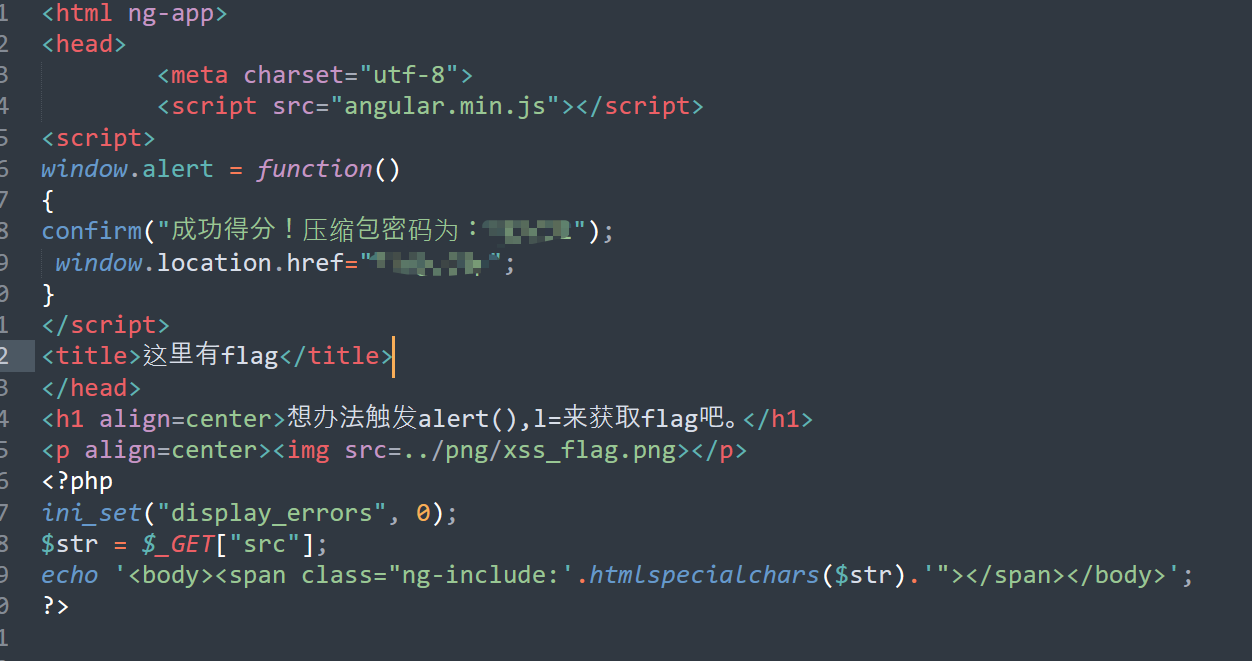 1 <html ng-app>
2 <head>
3 <meta charset="utf-8">
4 <script src="angular.min.js"></script>
5 <script>
6 window.alert = function()
7 {
8 confirm("成功得分！压缩包密码为：");
9 window.location.href="";
0 }
1 </script>
2 <title>这里有flag</title>
3 </head>
4 <h1 align=center>想办法触发alert(),l=来获取flag吧。</h1>
5 <p align=center><img src=../png/xss_flag.png></p>
6 <?php
7 ini_set("display_errors", 0);
8 $str = $_GET["src"];
9 echo '<body><span class="ng-include:'.htmlspecialchars($str).'"></span></body>';
0 ?>
1